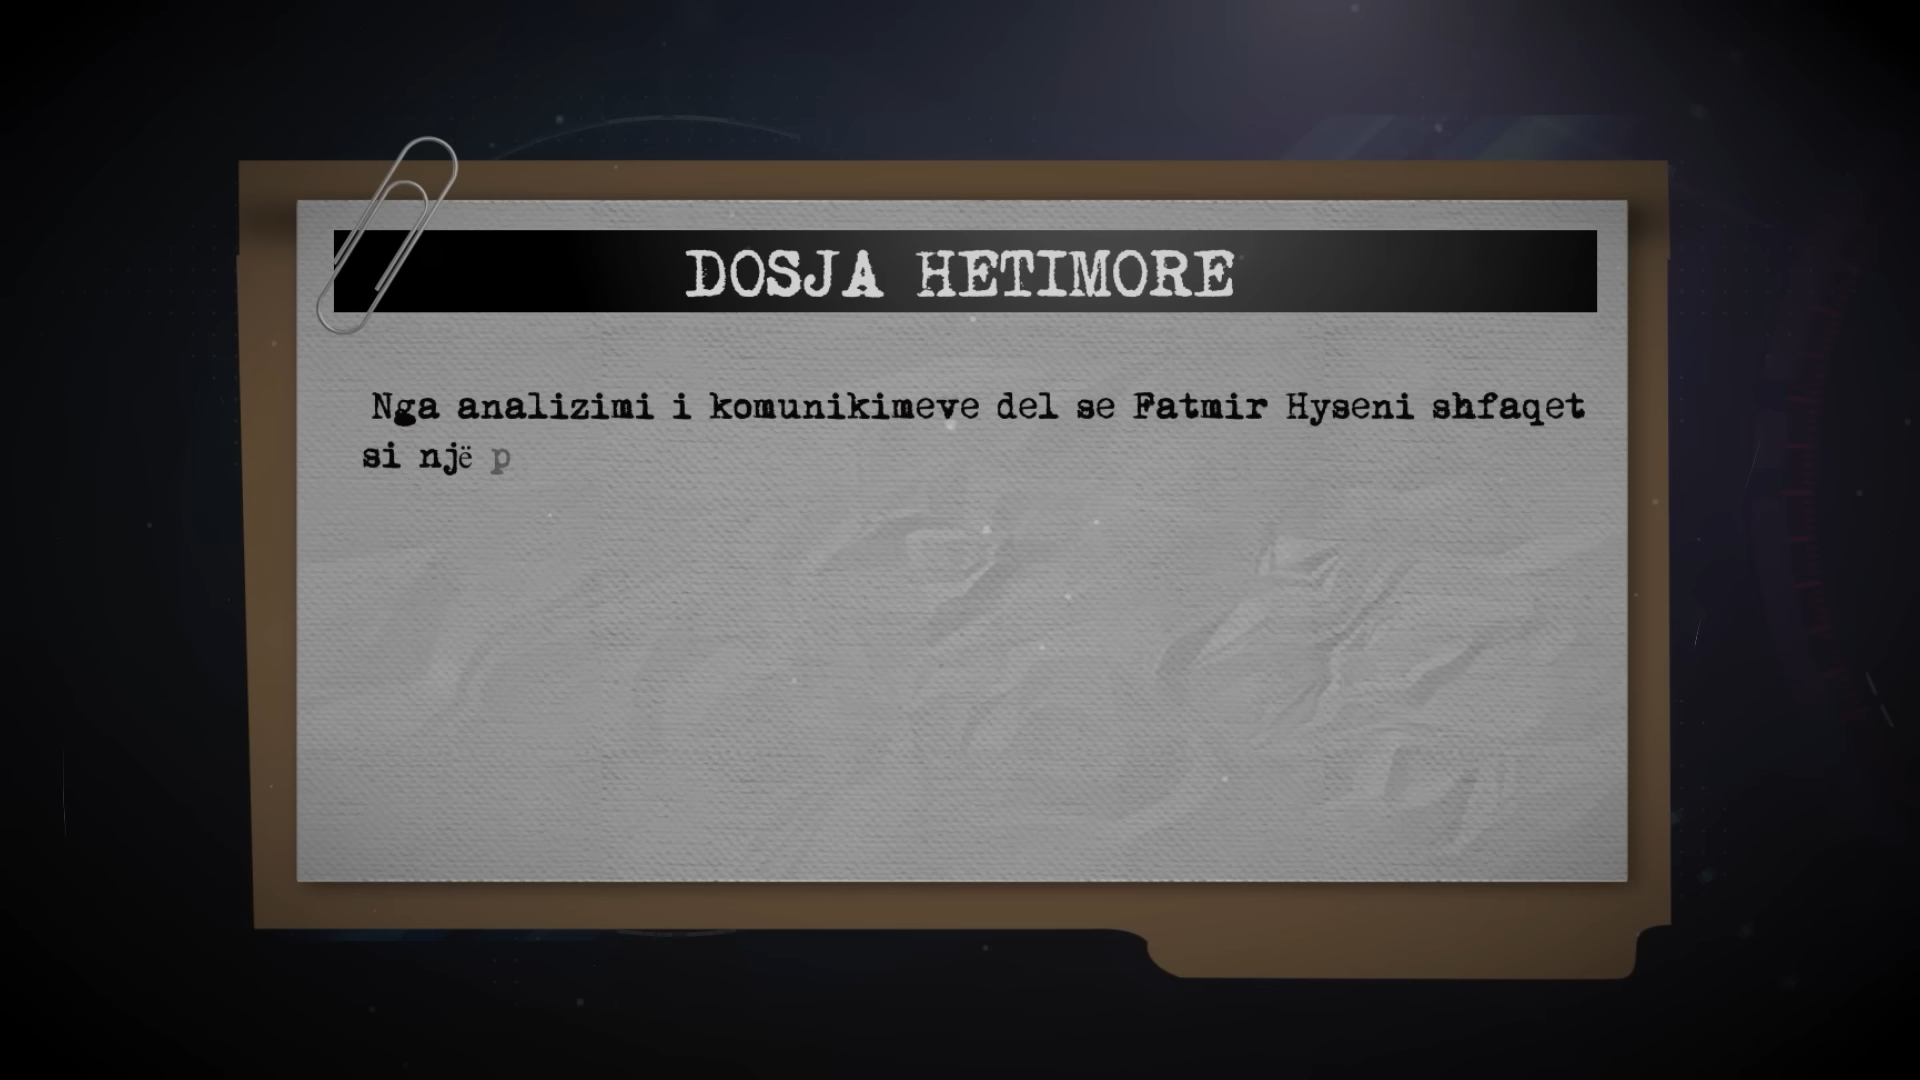 DOSJA HETIMORE
Nga analizimi i komunikimeve del se Fatmir Hyseni shfaqet
si një p